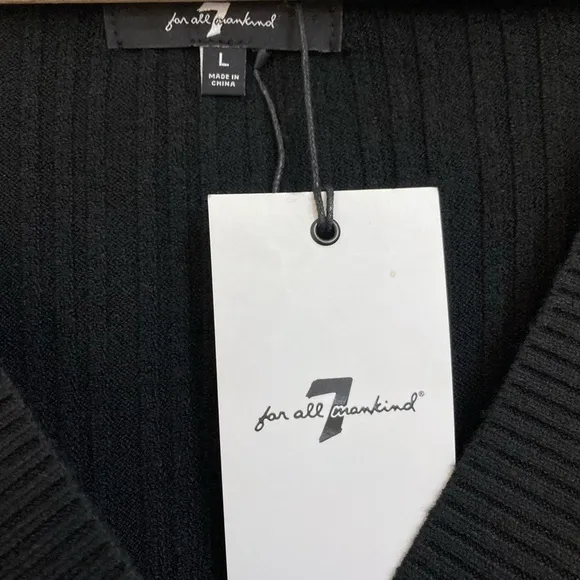 7 for all mankind
L
MADE IN
CHINA
7 for all mankind®